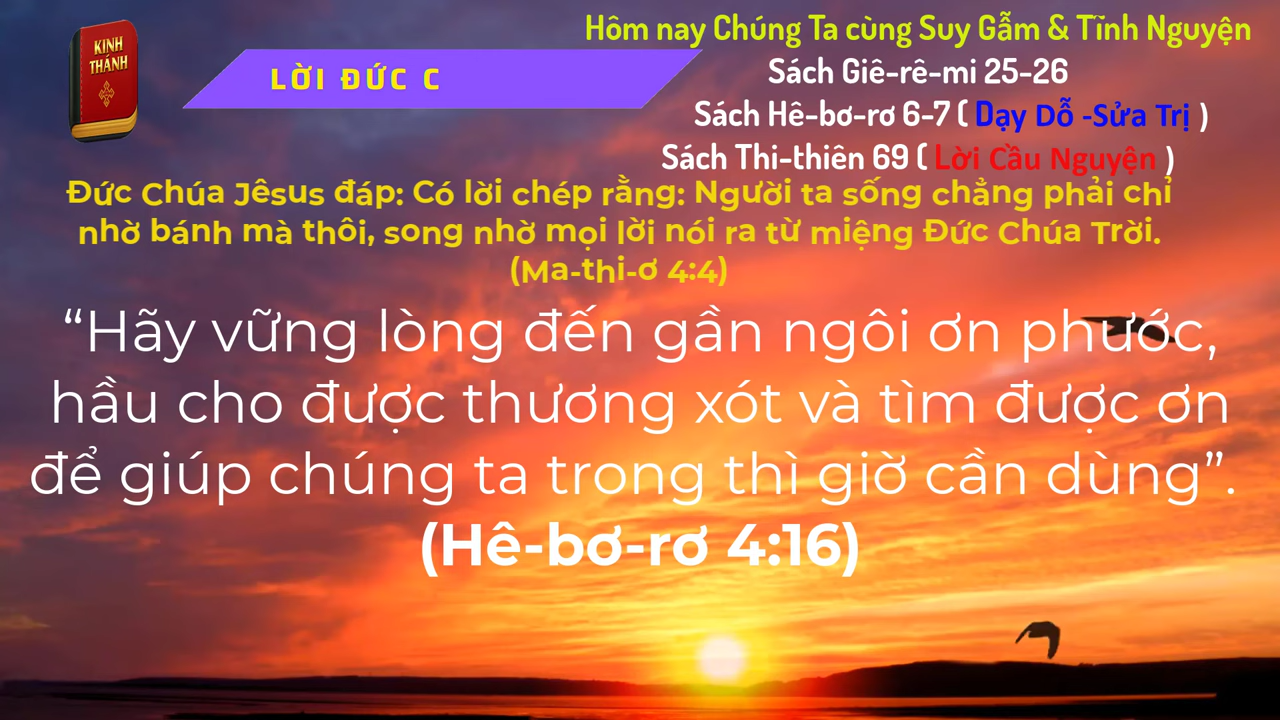 KINH
THÁNH
LỜI ĐỨC C
Hôm nay Chúng Ta cùng Suy Gẫm & Tĩnh Nguyện
Sách Giê-rê-mi 25-26
Sách Hê-bơ-rơ 6-7 ( Dạy Dỗ -Sửa Trị )
Sách Thi-thiên 69 ( Lời Cầu Nguyện )
Đức Chúa Jêsus đáp: Có lời chép rằng: Người ta sống chẳng phải chỉ
nhờ bánh mà thôi, song nhờ mọi lời nói ra từ miệng Đức Chúa Trời.
(Ma-thi-ơ 4:4)
“Hãy vững lòng đến gần ngôi ơn phước,
hầu cho được thương xót và tìm được ơn
để giúp chúng ta trong thì giờ cần dùng”.
(Hê-bơ-rơ 4:16)